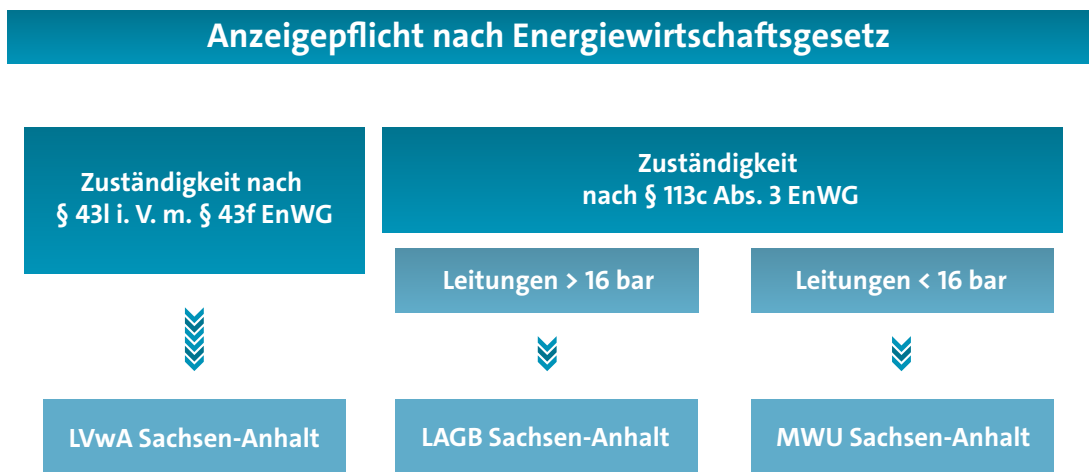 Anzeigepflicht nach Energiewirtschaftsgesetz
Zuständigkeit nach
§ 43l i. V. m. § 43f EnWG
Zuständigkeit
nach § 113c Abs. 3 EnWG
Leitungen > 16 bar
Leitungen < 16 bar
LVwA Sachsen-Anhalt
LAGB Sachsen-Anhalt
MWU Sachsen-Anhalt